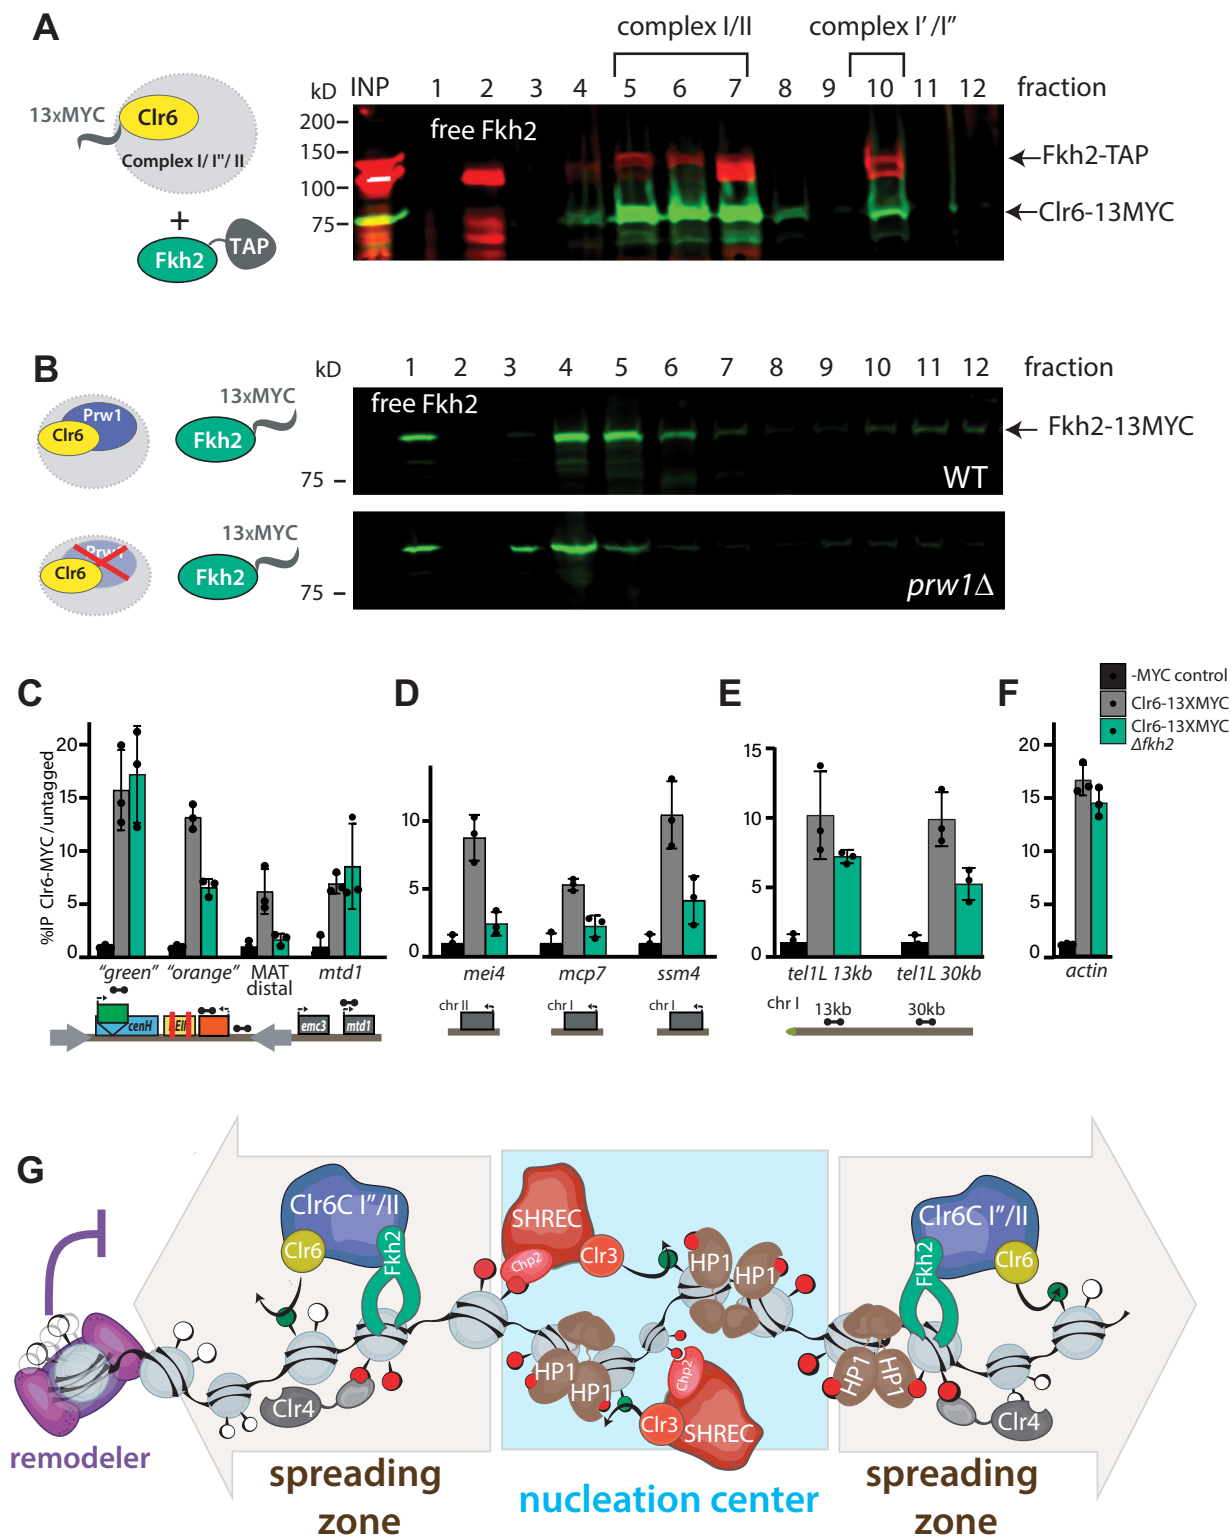 A
complex I/II
complex I'/I"
kD INP 1 2 3 4 5 6 7 8 9 10 11 12 fraction
13xMYC
Clr6
Complex I/ I"/ II
+
Fkh2
TAP
200
150
100
75
free Fkh2
Fkh2-TAP
Clr6-13MYC
B
kD 1 2 3 4 5 6 7 8 9 10 11 12 fraction
Prw1
Clr6
13xMYC
Fkh2
free Fkh2
75
WT
Fkh2-13MYC
Prw1
Clr6
13xMYC
Fkh2
75
prw1Δ
C
%IP Clr6-MYC /untagged
20
15
10
5
0
"green" "orange" MAT distal mtd1
cenH
REIII
emc3
mtd1
D
10
5
0
mei4 mcp7 ssm4
chr II
chr I
chr I
E
15
10
5
0
tel1L 13kb tel1L 30kb
chr I
13kb
30kb
F
-MYC control
Clr6-13XMYC
Clr6-13XMYC
Δfkh2
20
15
10
5
0
actin
G
Clr6C I"/II
Clr6
Fkh2
Clr4
remodeler
spreading
zone
SHREC
Chp2
Clr3
HP1
HP1
HP1
HP1
Chp2
Clr3
SHREC
nucleation center
Clr6C I"/II
Fkh2
Clr6
HP1
HP1
Clr4
spreading
zone